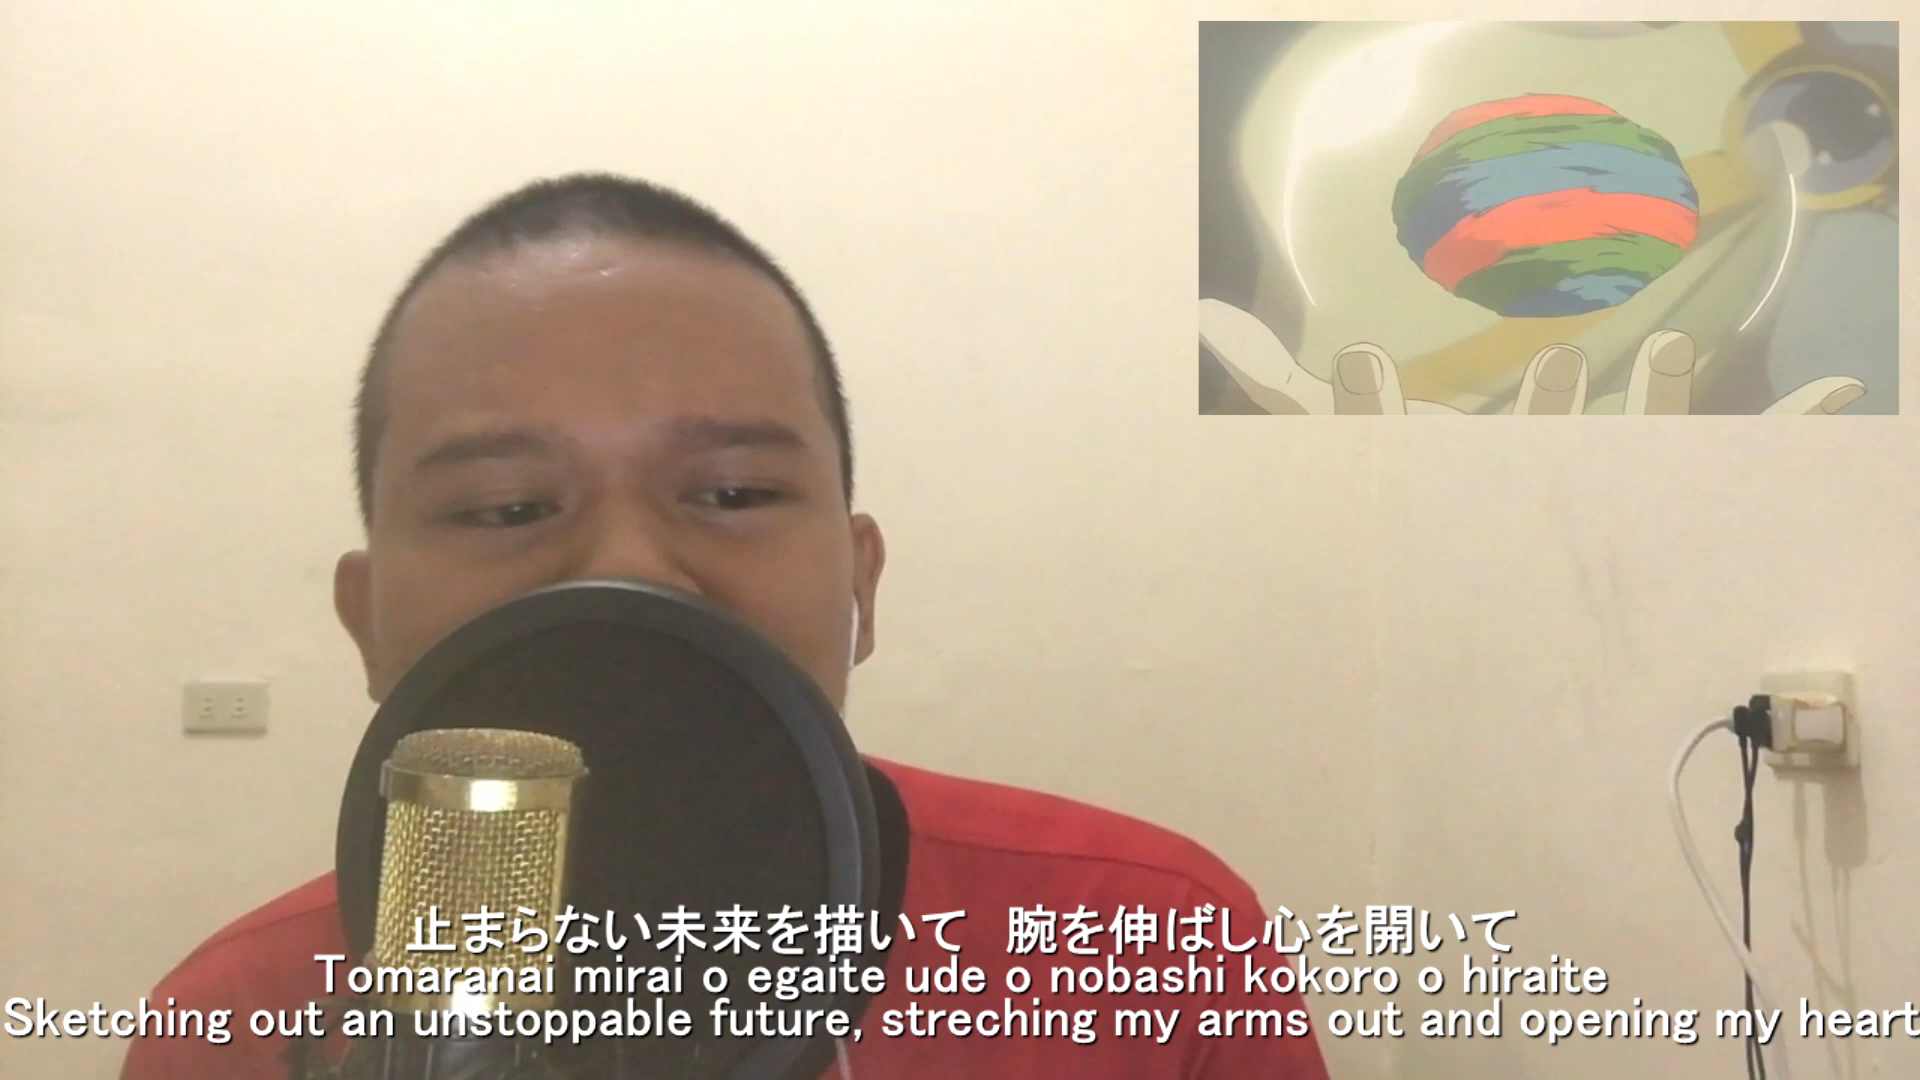 止まらない未来を描いて　腕を伸ばし心を開いて
Tomaranai mirai o egaite ude o nobashi kokoro o hiraite
Sketching out an unstoppable future, streching my arms out and opening my heart